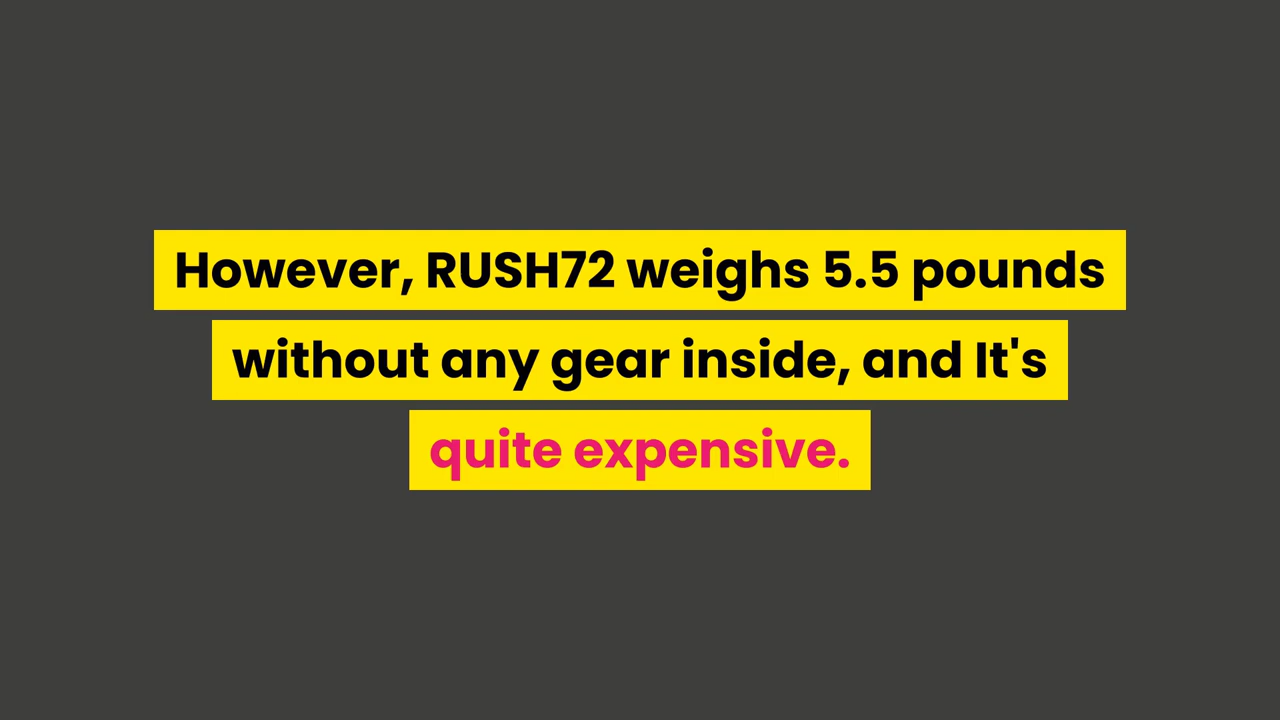 However, RUSH72 weighs 5.5 pounds
without any gear inside, and It's
quite expensive.